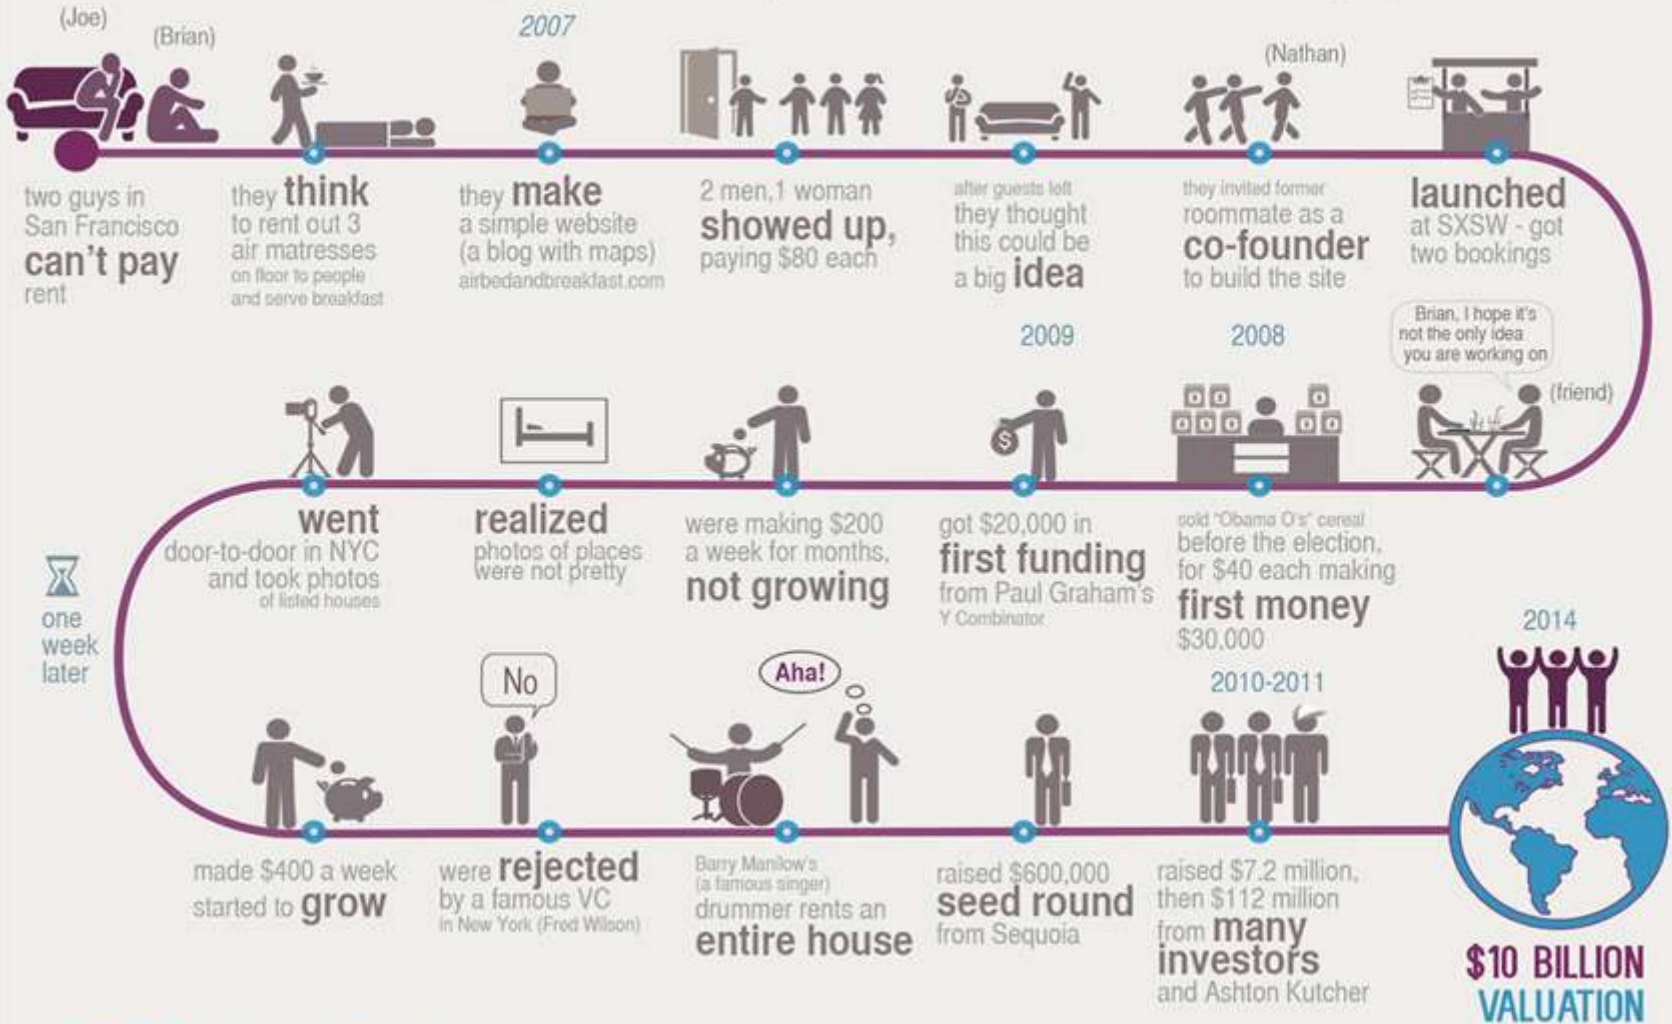 (Joe)
(Brian)
two guys in
San Francisco
can't pay
rent
they think
to rent out 3
air matresses
on floor to people
and serve breakfast
2007
they make
a simple website
(a blog with maps)
airbedandbreakfast.com
2 men,1 woman
showed up,
paying $80 each
after guests left
they thought
this could be
a big idea
(Nathan)
they invited former
roommate as a
co-founder
to build the site
launched
at SXSW - got
two bookings
Brian, I hope it's
not the only idea
you are working on
(friend)
2008
sold "Obama O's" cereal
before the election,
for $40 each making
first money
$30,000
2009
got $20,000 in
first funding
from Paul Graham's
Y Combinator
were making $200
a week for months,
not growing
realized
photos of places
were not pretty
went
door-to-door in NYC
and took photos
of listed houses
one
week
later
made $400 a week
started to grow
No
were rejected
by a famous VC
in New York (Fred Wilson)
Aha!
Barry Manilow's
(a famous singer)
drummer rents an
entire house
raised $600,000
seed round
from Sequoia
2010-2011
raised $7.2 million,
then $112 million
from many
investors
and Ashton Kutcher
2014
$10 BILLION
VALUATION